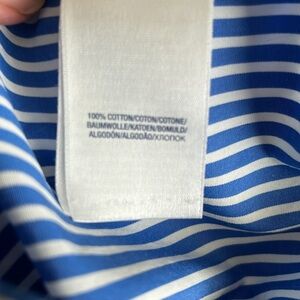 100% COTTON/COTON/COTONE/
BAUMWOLLE/KATOEN/BOMULD/
ALGODÓN/ALGODÃO/ХЛОПОК